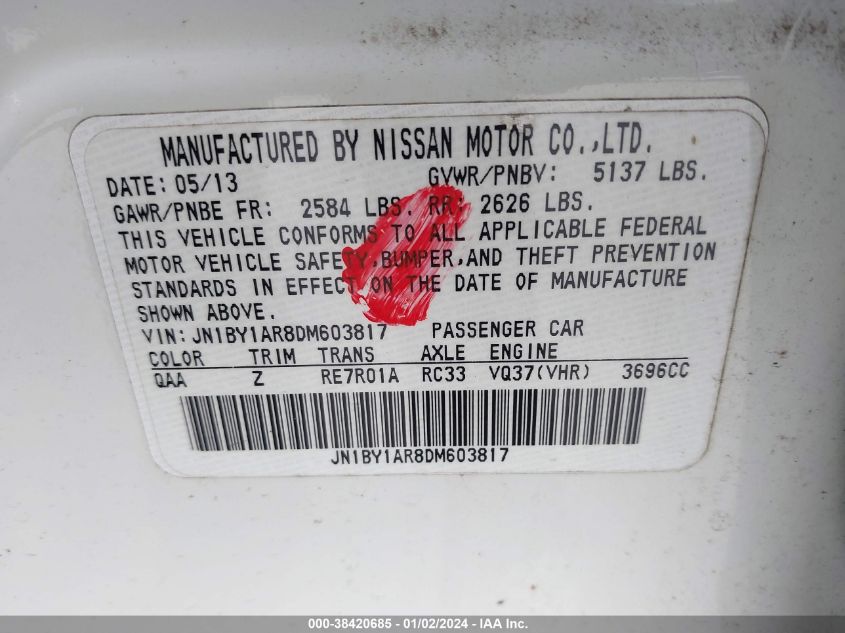 MANUFACTURED BY NISSAN MOTOR CO.,LTD.
DATE: 05/13 GVWR/PNBV: 5137 LBS.
GAWR/PNBE FR: 2584 LBS. RR: 2626 LBS.
THIS VEHICLE CONFORMS TO ALL APPLICABLE FEDERAL
MOTOR VEHICLE SAFETY,BUMPER,AND THEFT PREVENTION
STANDARDS IN EFFECT ON THE DATE OF MANUFACTURE
SHOWN ABOVE.
VIN: JN1BY1AR8DM603817 PASSENGER CAR
COLOR TRIM TRANS AXLE ENGINE
QAA Z RE7R01A RC33 VQ37(VHR) 3696CC
JN1BY1AR8DM603817
000-38420685 - 01/02/2024 - IAA Inc.